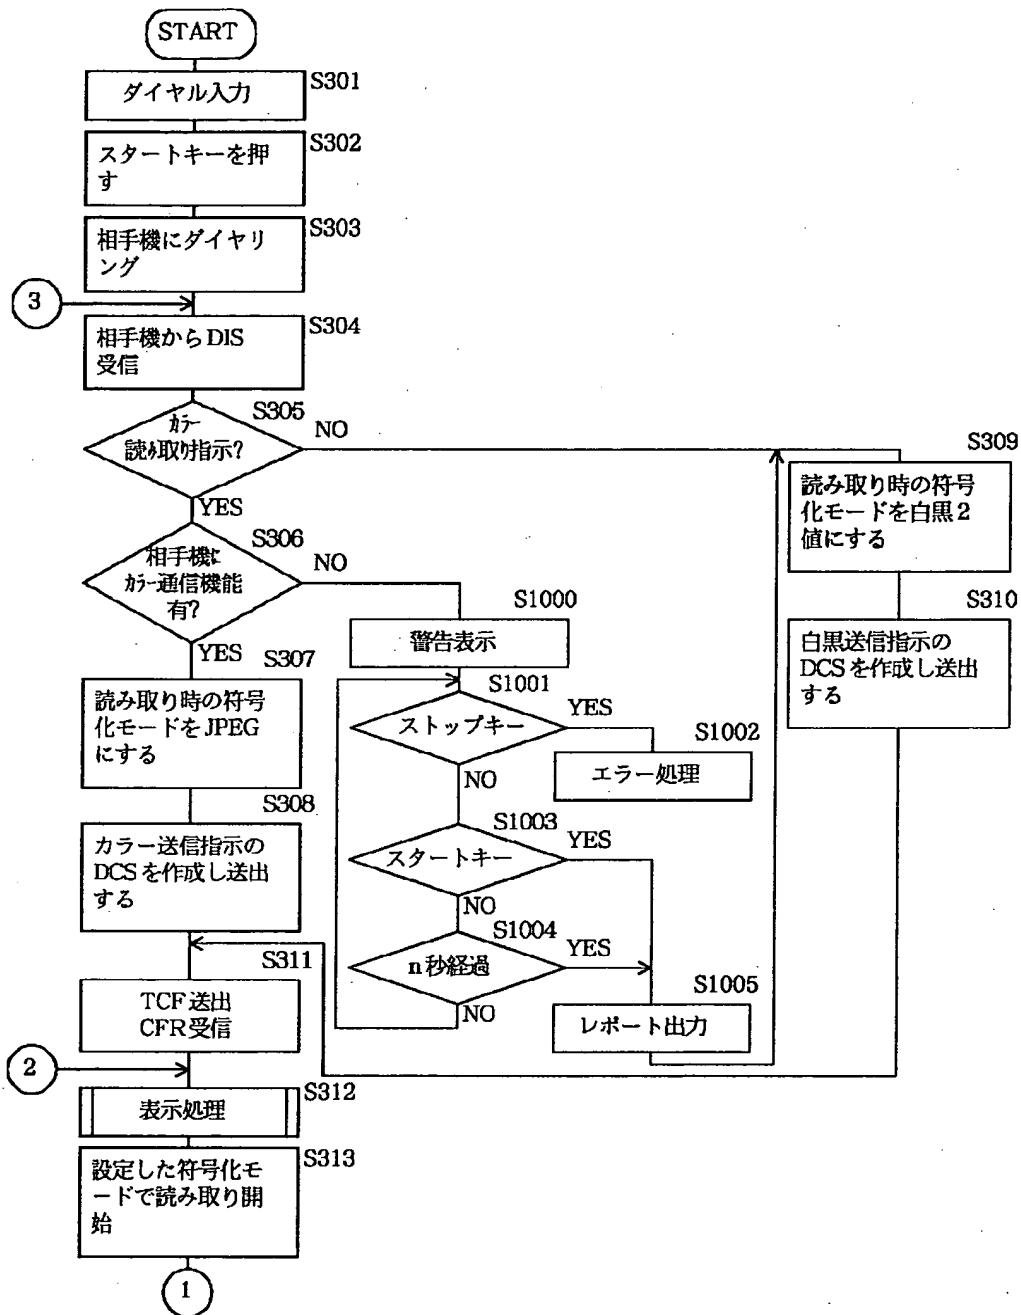 START
S301
ダイヤル入力
S302
スタートキーを押
す
S303
相手機にダイヤリ
ング
3
S304
相手機からDIS
受信
S305
カラー
読み取り指示?
NO
YES
S306
相手機に
カラー通信機能
有?
NO
YES
S307
読み取り時の符号
化モードをJPEG
にする
S308
カラー送信指示の
DCSを作成し送出
する
S309
読み取り時の符号
化モードを白黒2
値にする
S310
白黒送信指示の
DCSを作成し送出
する
S1000
警告表示
S1001
ストップキー
YES
NO
S1002
エラー処理
S1003
スタートキー
YES
NO
S1004
n秒経過
YES
NO
S1005
レポート出力
S311
TCF送出
CFR受信
2
S312
表示処理
S313
設定した符号化モ
ードで読み取り開
始
1